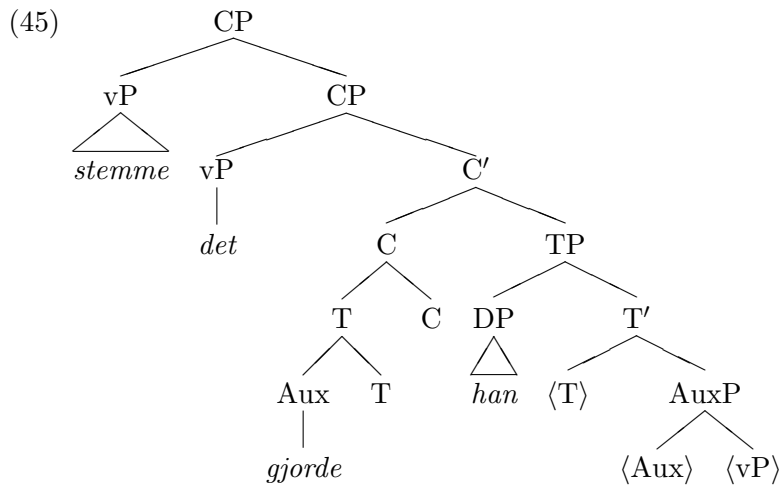 (45) CP
vP CP
stemme vP C′
det C TP
T C DP T′
Aux T han ⟨T⟩ AuxP
gjorde ⟨Aux⟩ ⟨vP⟩